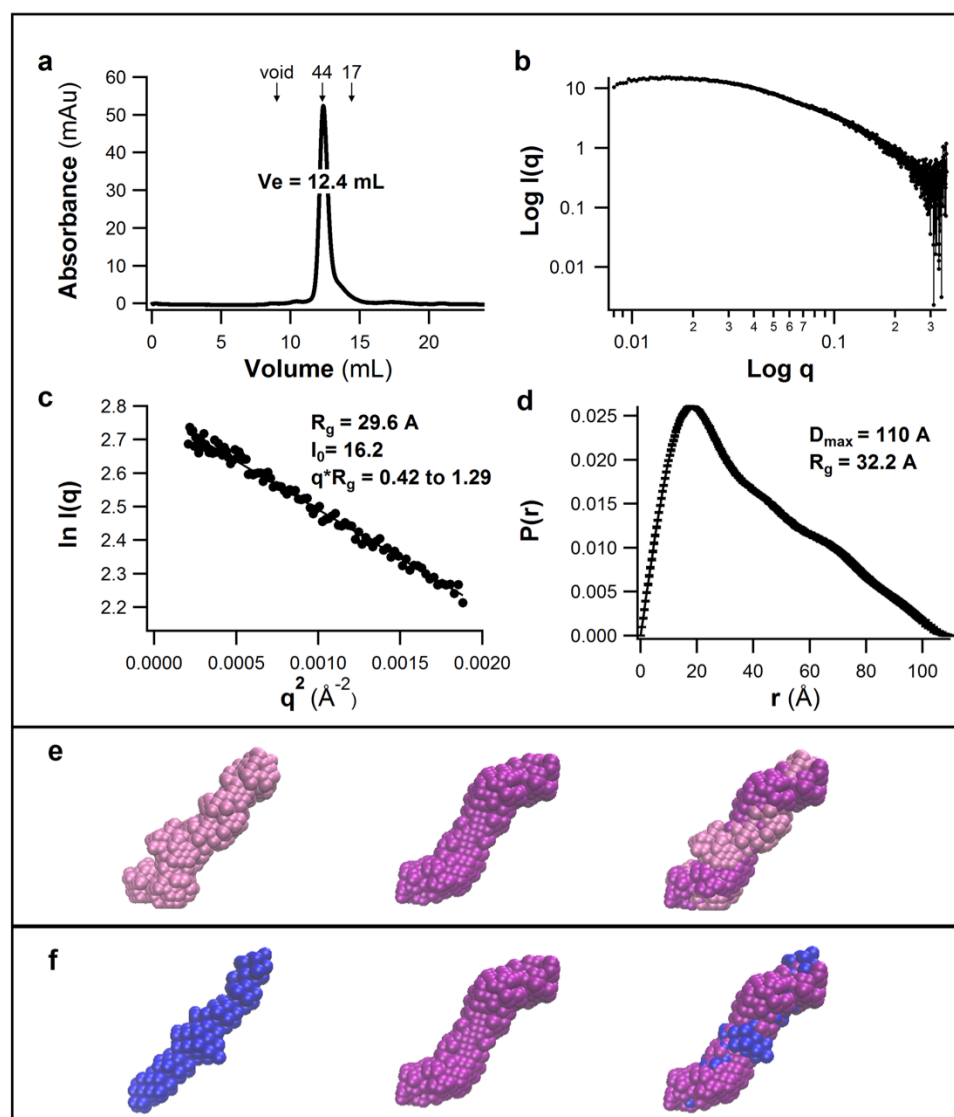 a
void 44 17
60
50
40
30
20
10
0
Absorbance (mAu)
Ve = 12.4 mL
0 5 10 15 20
Volume (mL)
b
10
1
0.1
0.01
Log I(q)
2 3 4 5 6 7 2 3
0.01 0.1
Log q
c
2.8
2.7
2.6
2.5
2.4
2.3
2.2
ln I(q)
Rg = 29.6 A
I0= 16.2
q*Rg = 0.42 to 1.29
0.0000 0.0005 0.0010 0.0015 0.0020
q² (Å⁻²)
d
0.025
0.020
0.015
0.010
0.005
0.000
P(r)
Dmax = 110 A
Rg = 32.2 A
0 20 40 60 80 100
r (Å)
e
f